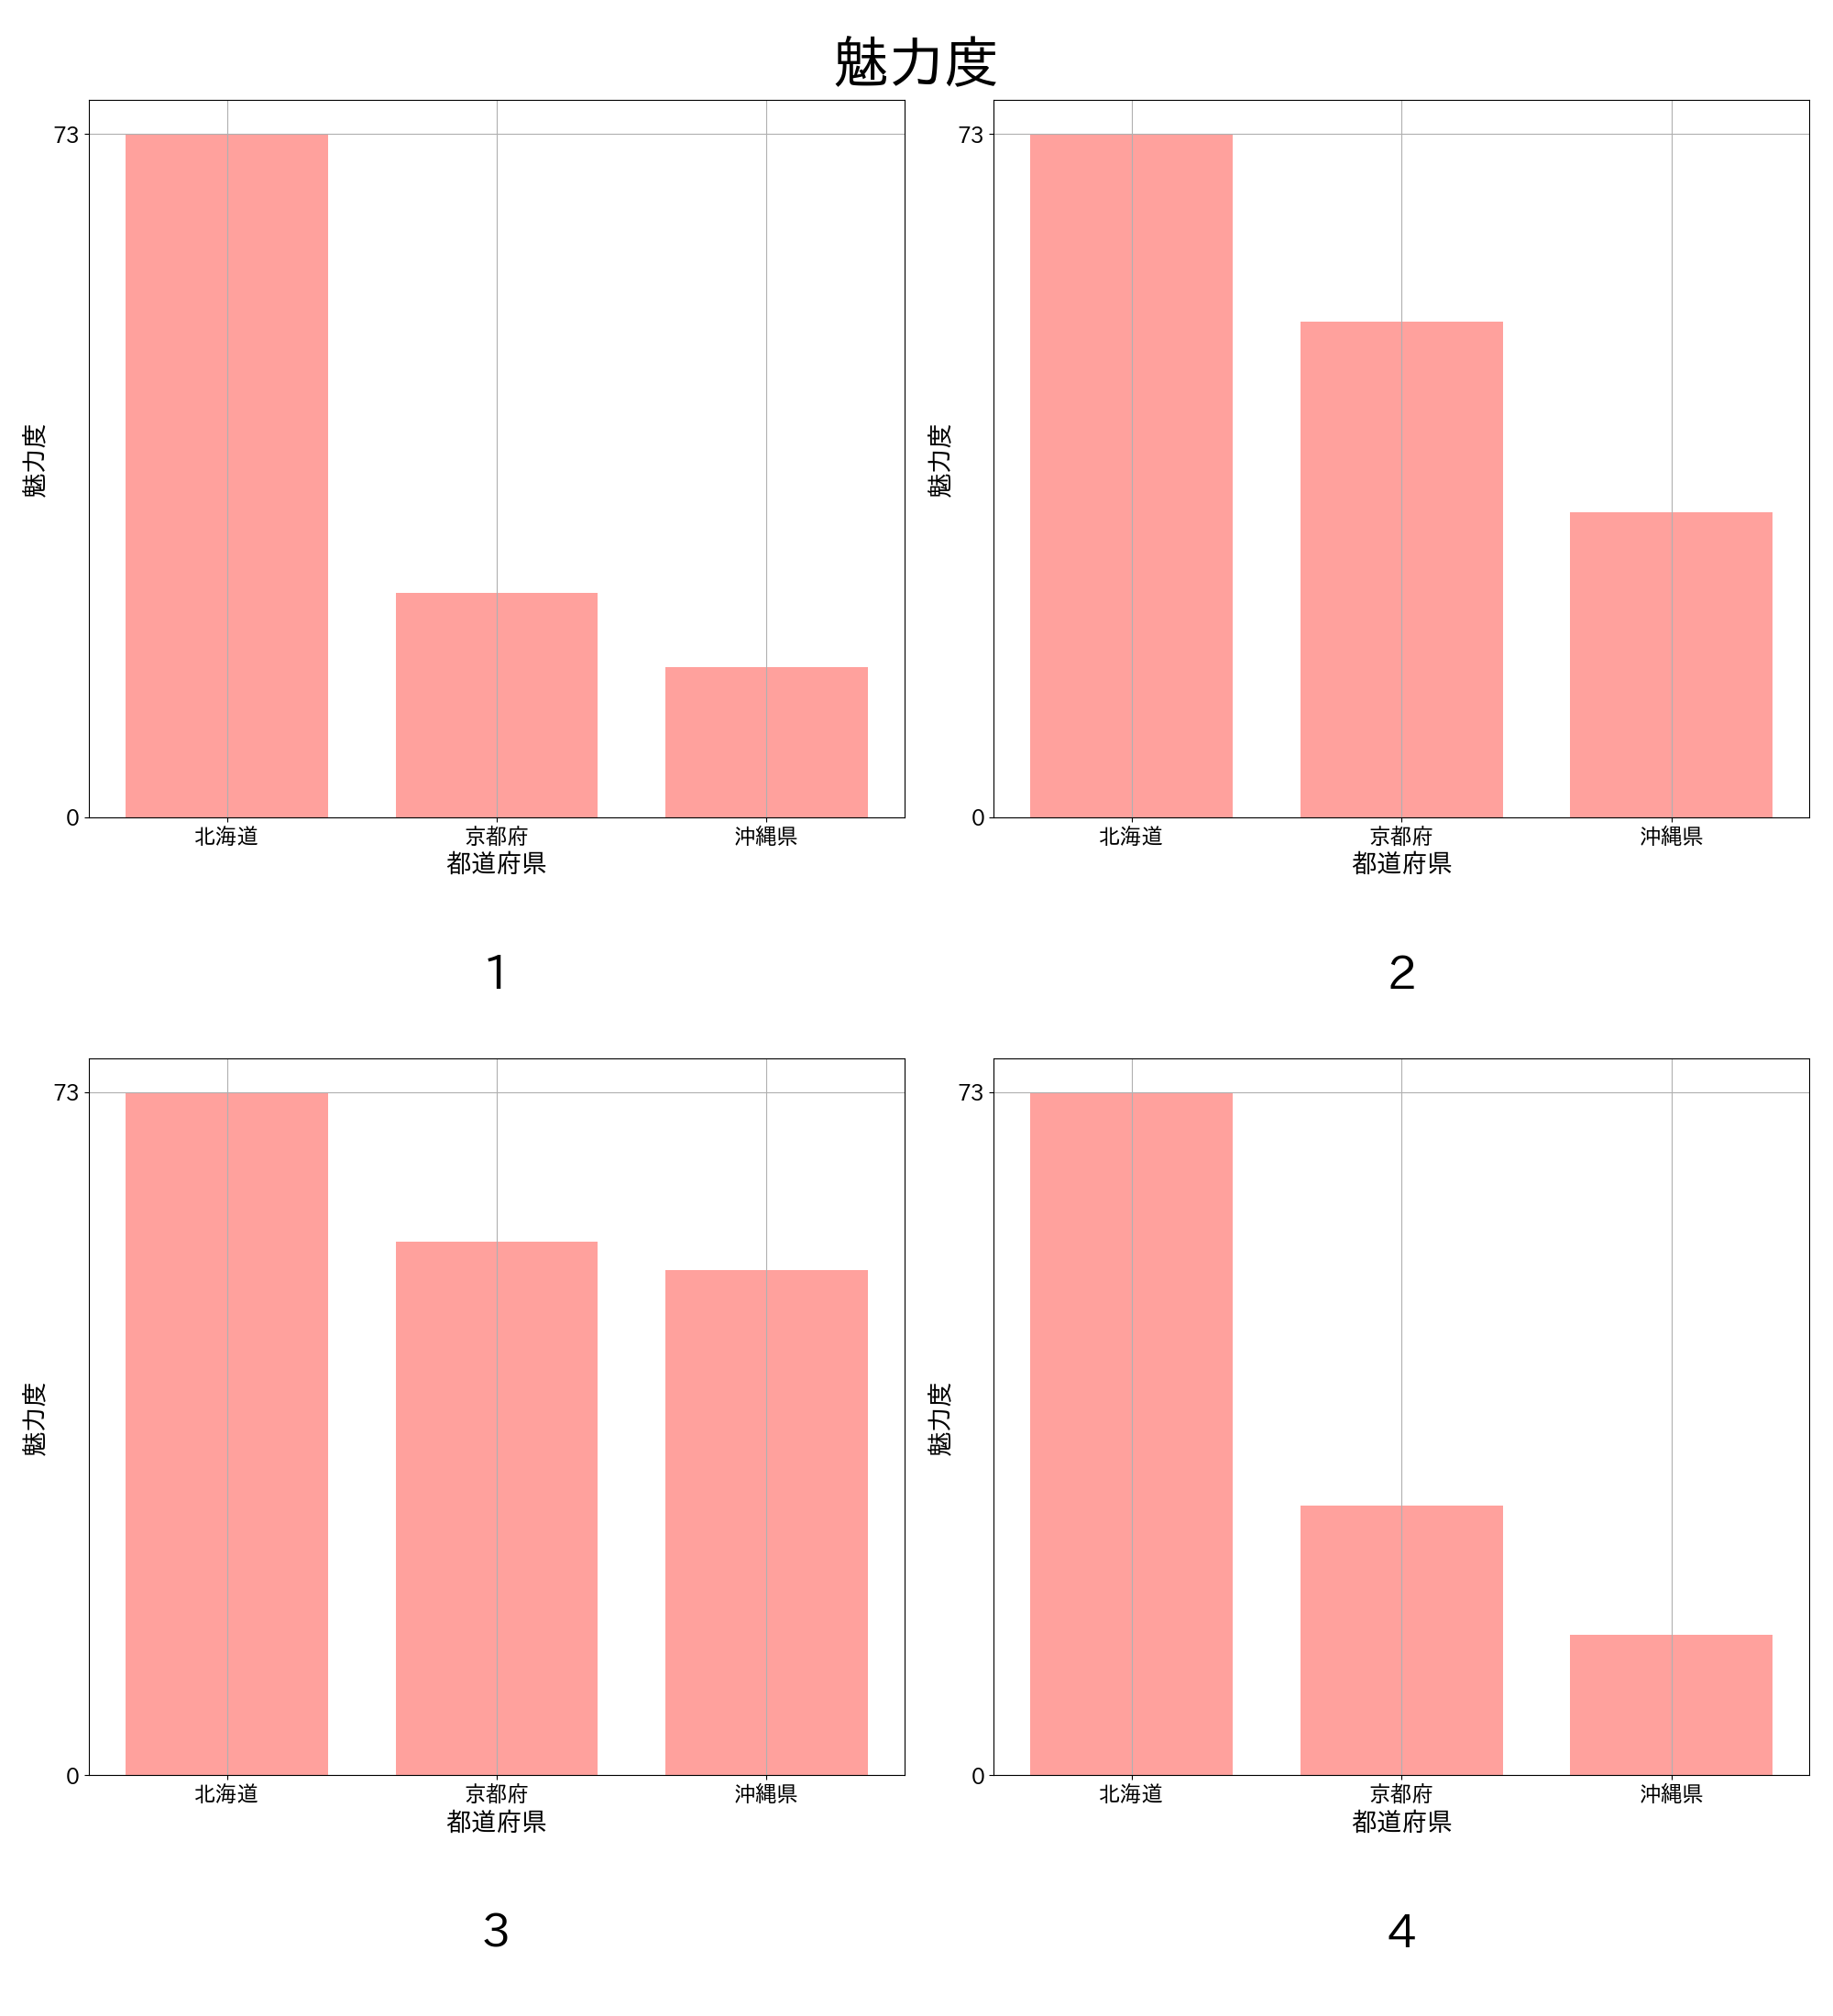 魅力度
73
魅力度
0
北海道 京都府 沖縄県
都道府県
1
73
魅力度
0
北海道 京都府 沖縄県
都道府県
2
73
魅力度
0
北海道 京都府 沖縄県
都道府県
3
73
魅力度
0
北海道 京都府 沖縄県
都道府県
4